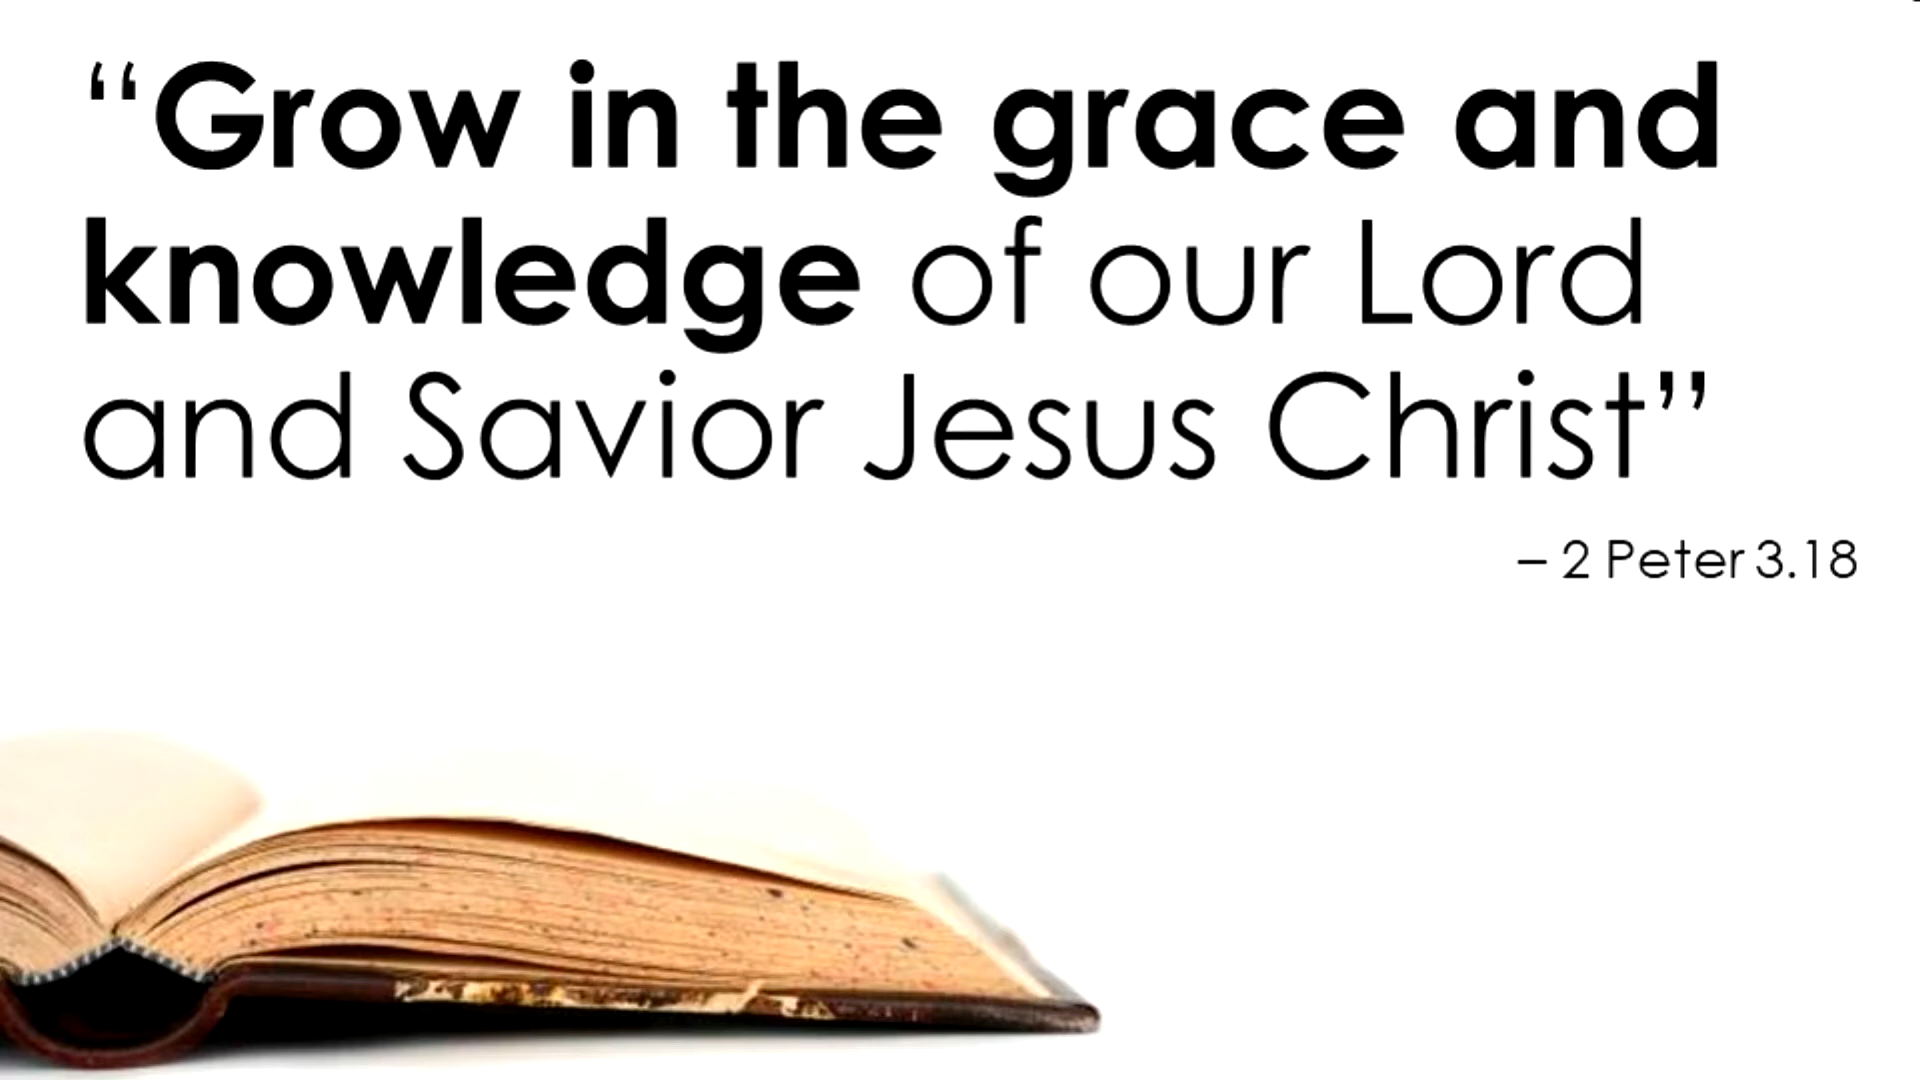 “Grow in the grace and
knowledge of our Lord
and Savior Jesus Christ”
– 2 Peter 3.18